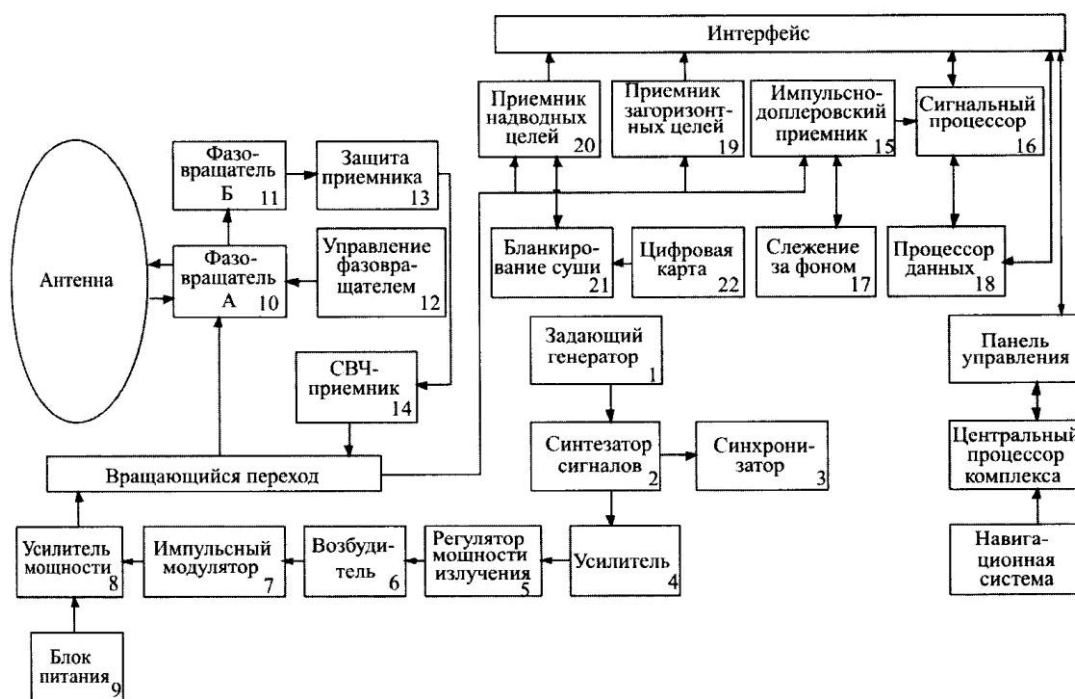 Интерфейс
Приемник
надводных
целей
20
Приемник
загоризонт-
ных целей
19
Импульсно-
доплеровский
приемник
15
Сигнальный
процессор
16
Фазо-
вращатель
Б
11
Защита
приемника
13
Антенна
Фазо-
вращатель
А
10
Управление
фазовра-
щателем
12
Бланкиро-
вание суши
21
Цифровая
карта
22
Слежение
за фоном
17
Процессор
данных
18
Задающий
генератор
1
Панель
управления
СВЧ-
приемник
14
Синтезатор
сигналов
2
Синхрони-
затор
3
Центральный
процессор
комплекса
Вращающийся переход
Усилитель
мощности
8
Импульсный
модулятор
7
Возбуди-
тель
6
Регулятор
мощности
излучения
5
Усилитель
4
Навига-
ционная
система
Блок
питания
9